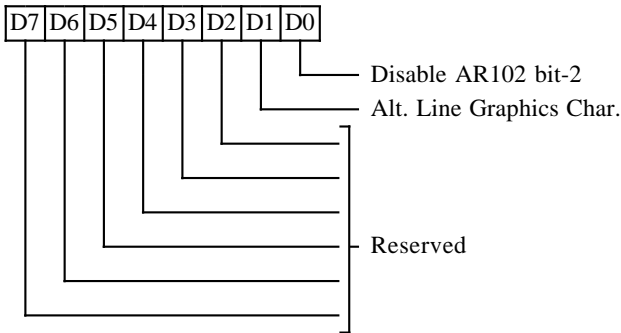 D7 D6 D5 D4 D3 D2 D1 D0
Disable AR102 bit-2
Alt. Line Graphics Char.
Reserved